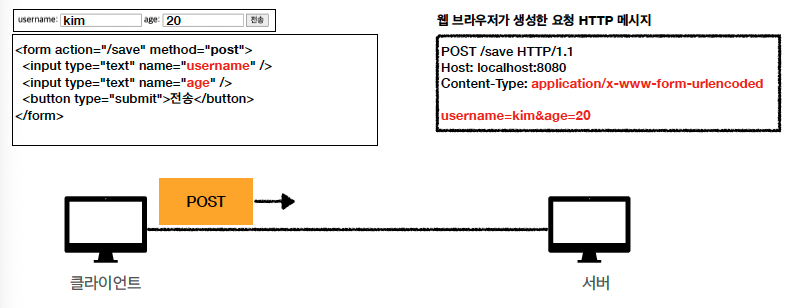 username: kim age: 20 전송
<form action="/save" method="post">
<input type="text" name="username" />
<input type="text" name="age" />
<button type="submit">전송</button>
</form>
웹 브라우저가 생성한 요청 HTTP 메시지
POST /save HTTP/1.1
Host: localhost:8080
Content-Type: application/x-www-form-urlencoded
username=kim&age=20
POST
클라이언트
서버